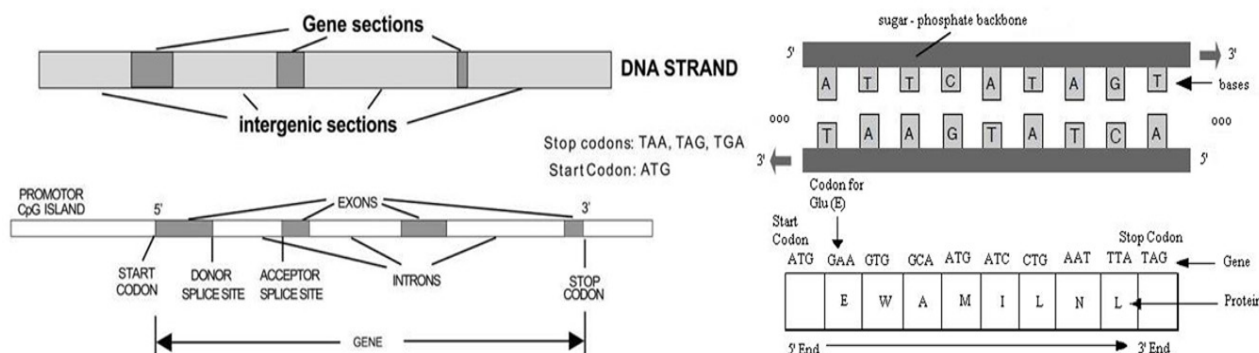 Gene sections
DNA STRAND
intergenic sections
Stop codons: TAA, TAG, TGA
Start Codon: ATG
PROMOTOR
CpG ISLAND
5'
EXONS
3'
START
CODON
DONOR
SPLICE SITE
ACCEPTOR
SPLICE SITE
INTRONS
STOP
CODON
GENE
sugar - phosphate backbone
5'
3'
A T T C A T A G T
bases
ooo
ooo
T A A G T A T C A
3'
5'
Codon for
Glu (E)
Start
Codon
Stop Codon
ATG GAA GTG GCA ATG ATC CTG AAT TTA TAG
Gene
E W A M I L N L
Protein
5' End
3' End